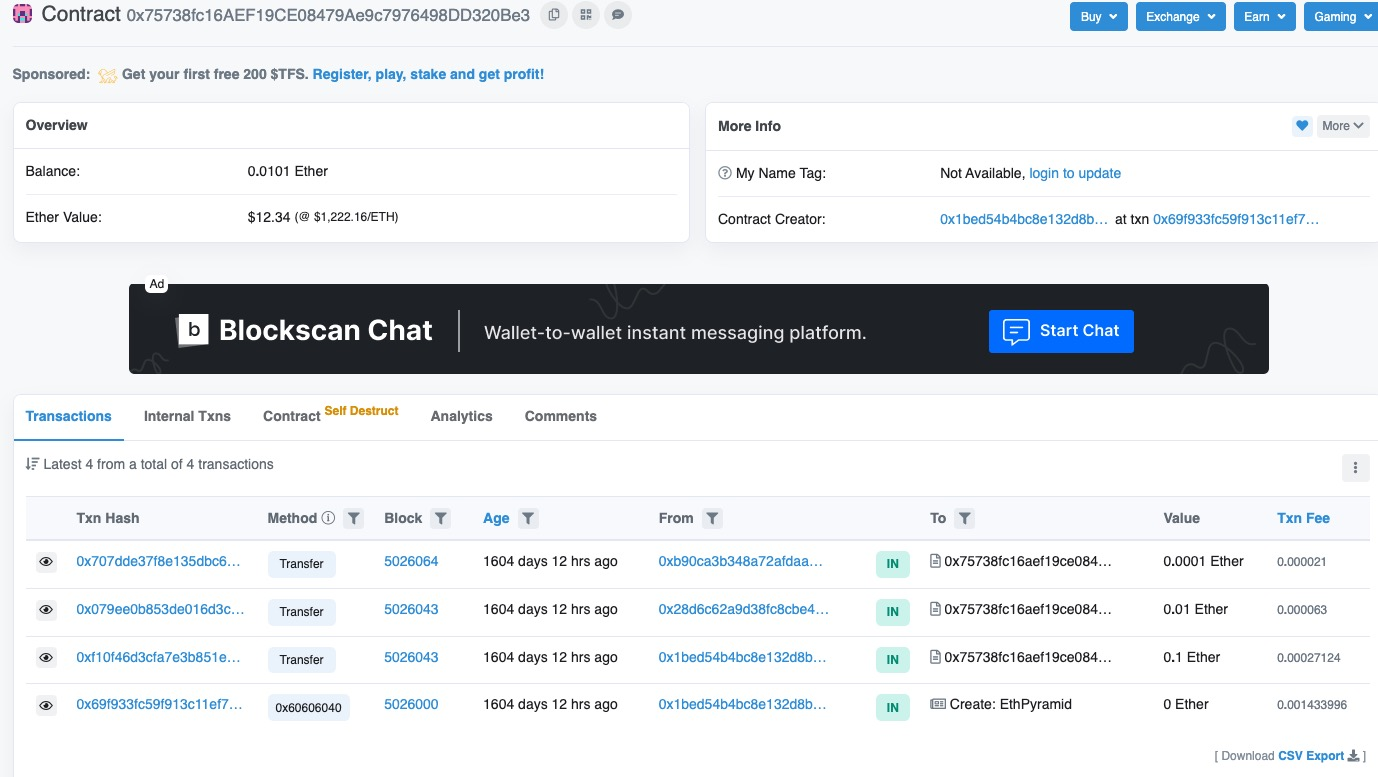 Contract 0x75738fc16AEF19CE08479Ae9c7976498DD320Be3
Buy Exchange Earn Gaming
Sponsored: Get your first free 200 $TFS. Register, play, stake and get profit!
Overview
Balance: 0.0101 Ether
Ether Value: $12.34 (@ $1,222.16/ETH)
More Info More
My Name Tag: Not Available, login to update
Contract Creator: 0x1bed54b4bc8e132d8b... at txn 0x69f933fc59f913c11ef7...
Ad
b Blockscan Chat Wallet-to-wallet instant messaging platform. Start Chat
Transactions Internal Txns Contract Self Destruct Analytics Comments
Latest 4 from a total of 4 transactions
Txn Hash Method Block Age From To Value Txn Fee
0x707dde37f8e135dbc6... Transfer 5026064 1604 days 12 hrs ago 0xb90ca3b348a72afdaa... IN 0x75738fc16aef19ce084... 0.0001 Ether 0.000021
0x079ee0b853de016d3c... Transfer 5026043 1604 days 12 hrs ago 0x28d6c62a9d38fc8cbe4... IN 0x75738fc16aef19ce084... 0.01 Ether 0.000063
0xf10f46d3cfa7e3b851e... Transfer 5026043 1604 days 12 hrs ago 0x1bed54b4bc8e132d8b... IN 0x75738fc16aef19ce084... 0.1 Ether 0.00027124
0x69f933fc59f913c11ef7... 0x60606040 5026000 1604 days 12 hrs ago 0x1bed54b4bc8e132d8b... IN Create: EthPyramid 0 Ether 0.001433996
[ Download CSV Export ]